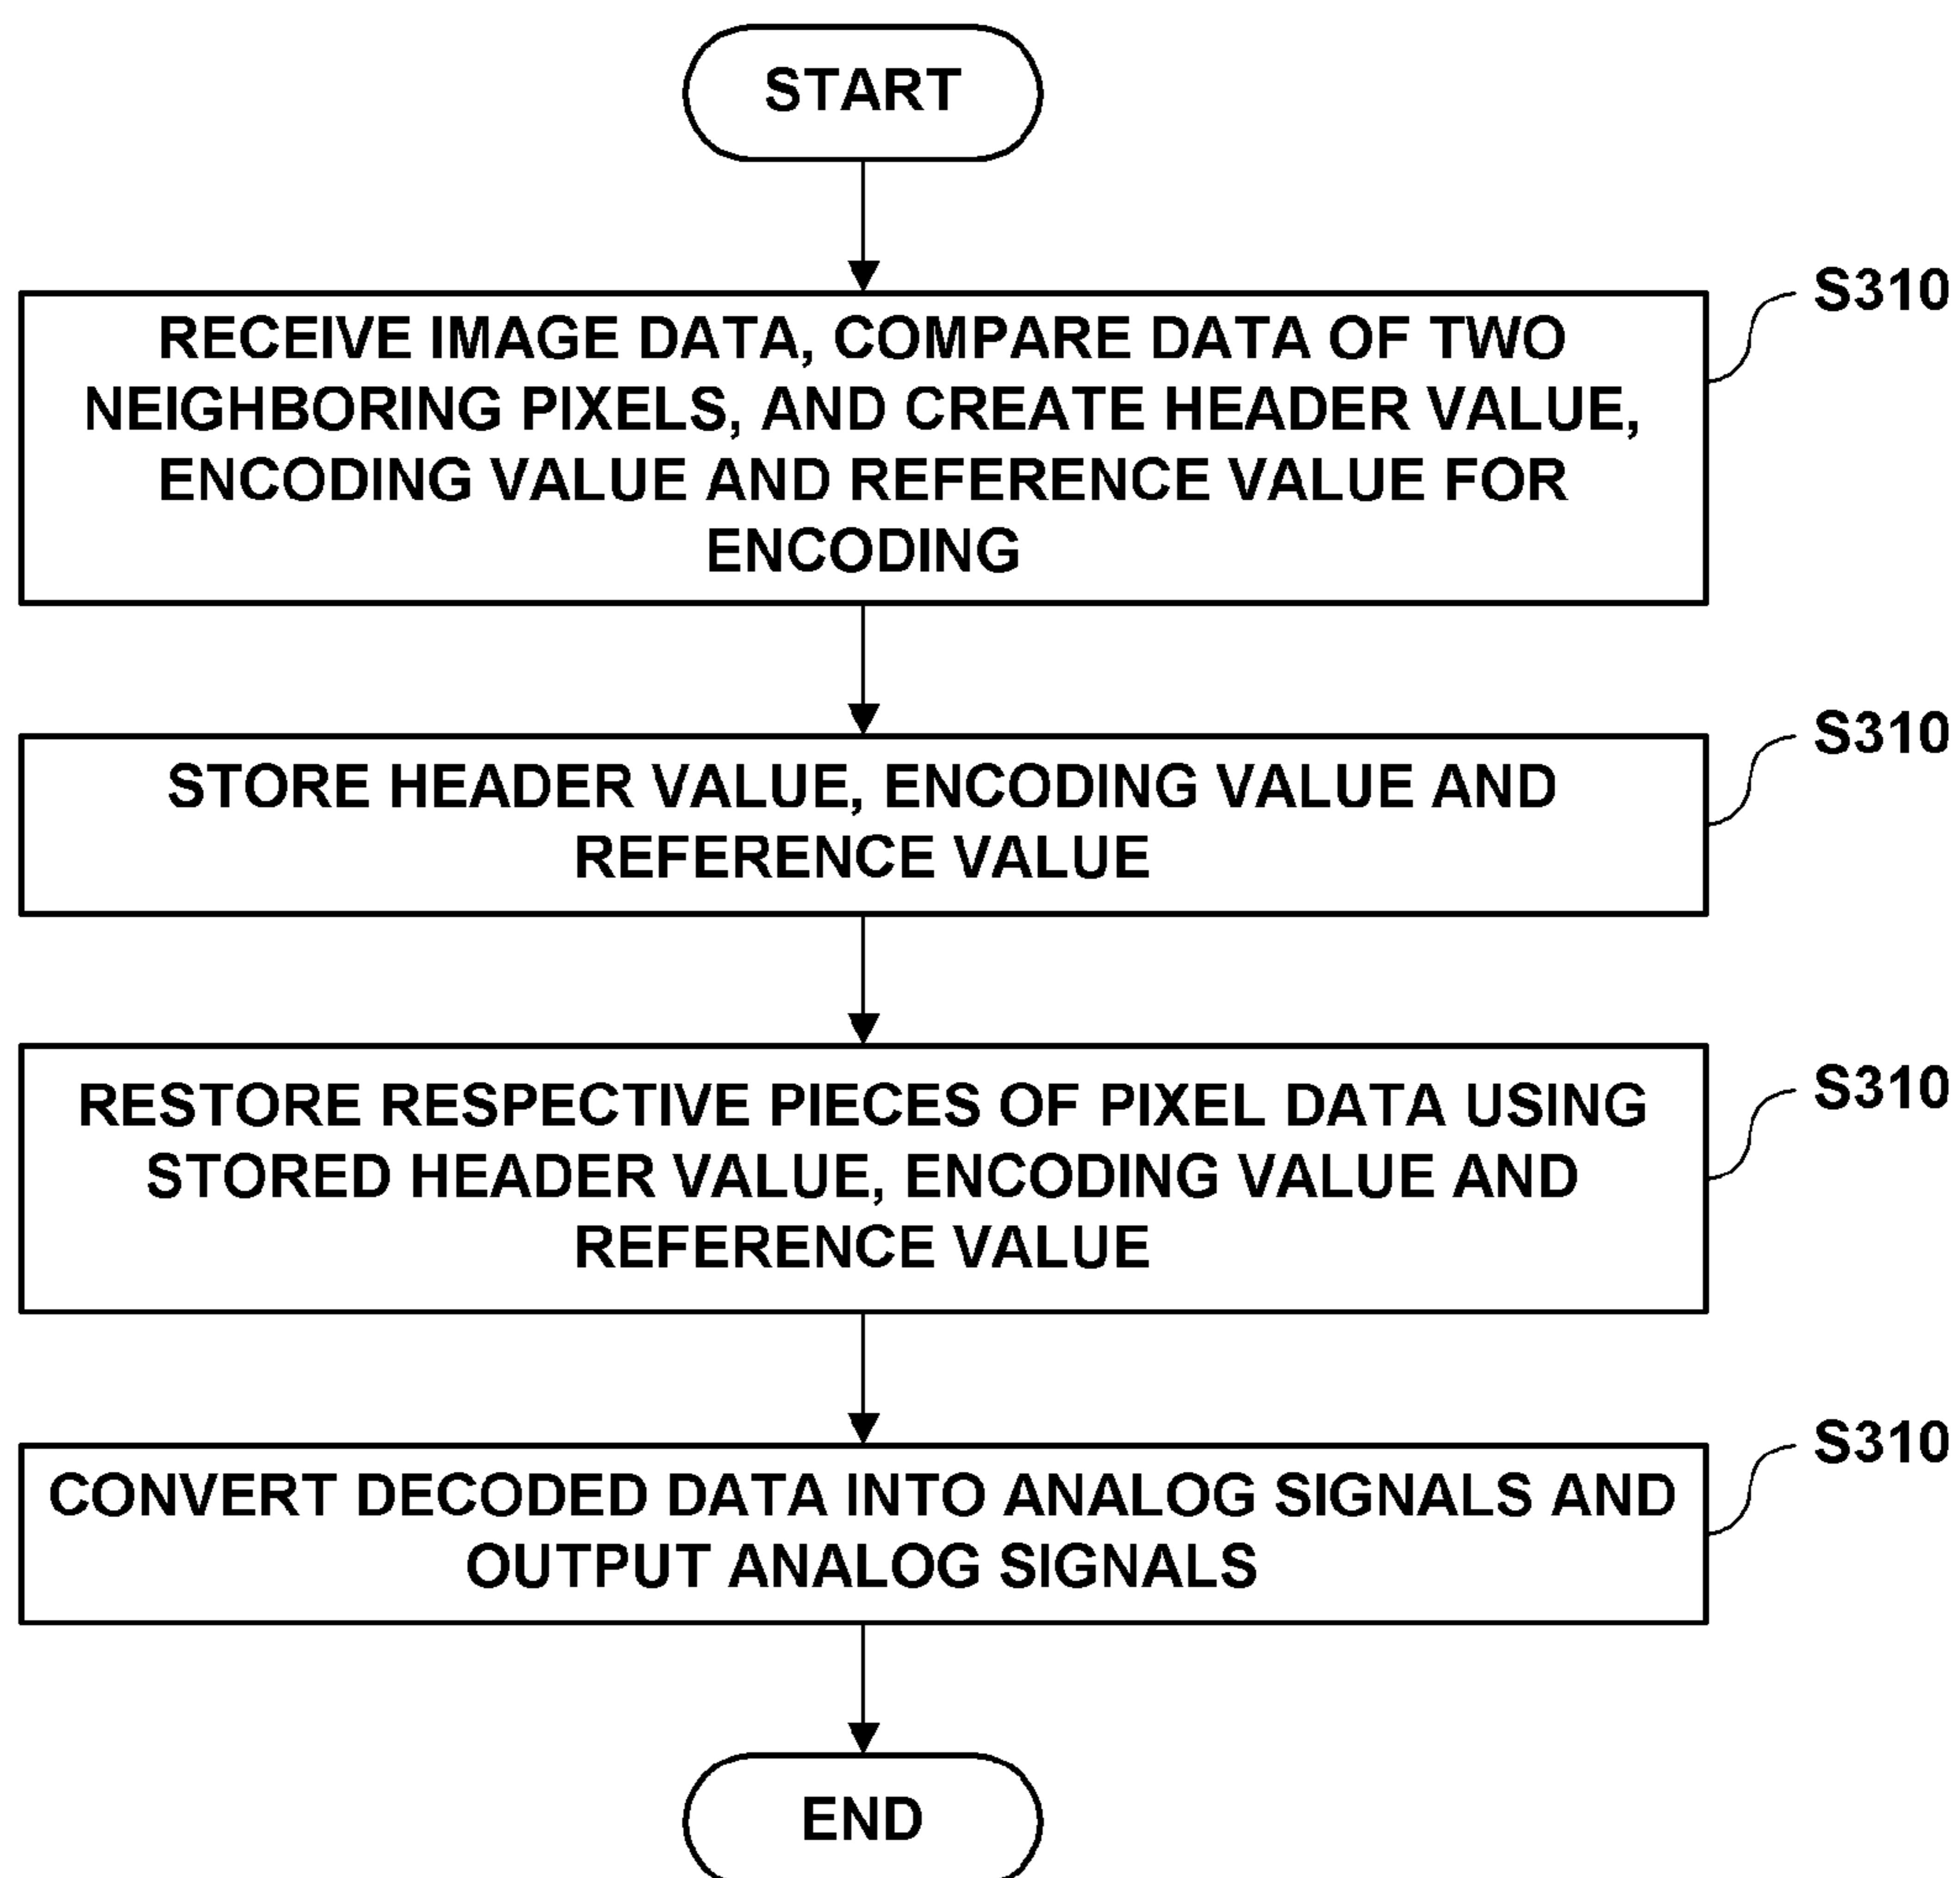 START
S310
RECEIVE IMAGE DATA, COMPARE DATA OF TWO
NEIGHBORING PIXELS, AND CREATE HEADER VALUE,
ENCODING VALUE AND REFERENCE VALUE FOR
ENCODING
S310
STORE HEADER VALUE, ENCODING VALUE AND
REFERENCE VALUE
S310
RESTORE RESPECTIVE PIECES OF PIXEL DATA USING
STORED HEADER VALUE, ENCODING VALUE AND
REFERENCE VALUE
S310
CONVERT DECODED DATA INTO ANALOG SIGNALS AND
OUTPUT ANALOG SIGNALS
END